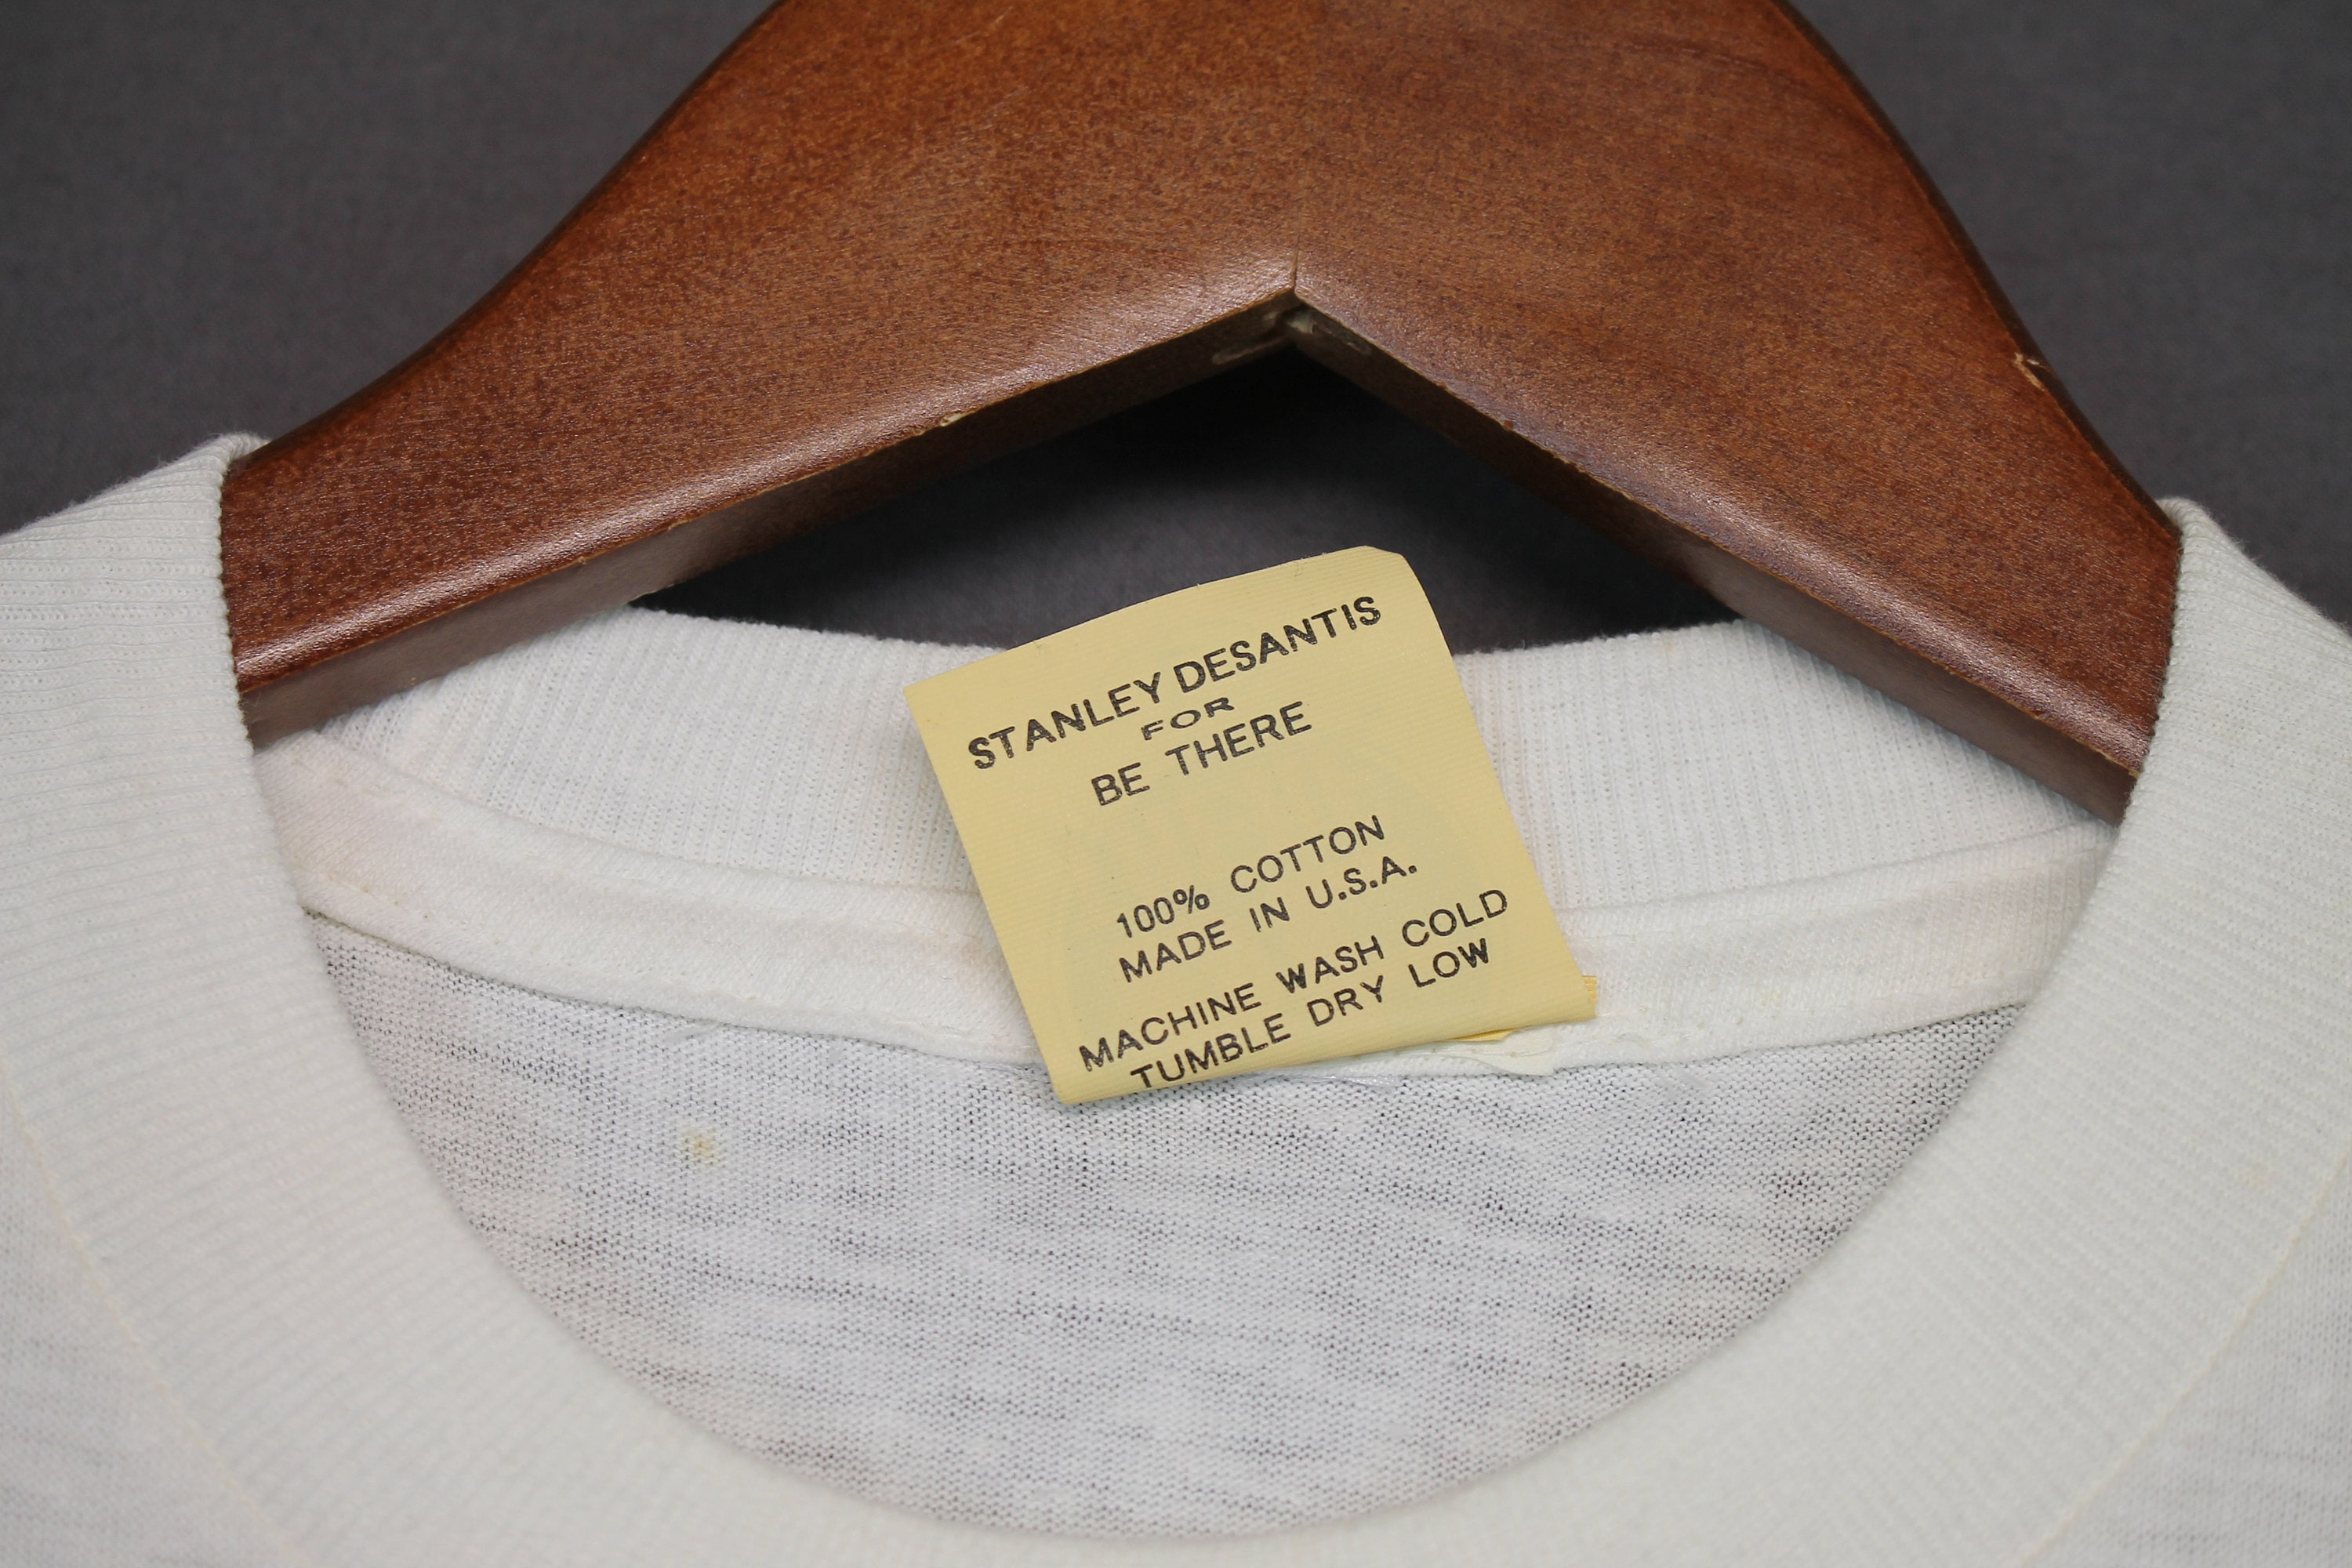 STANLEY DESANTIS
FOR
BE THERE
100% COTTON
MADE IN U.S.A.
MACHINE WASH COLD
TUMBLE DRY LOW